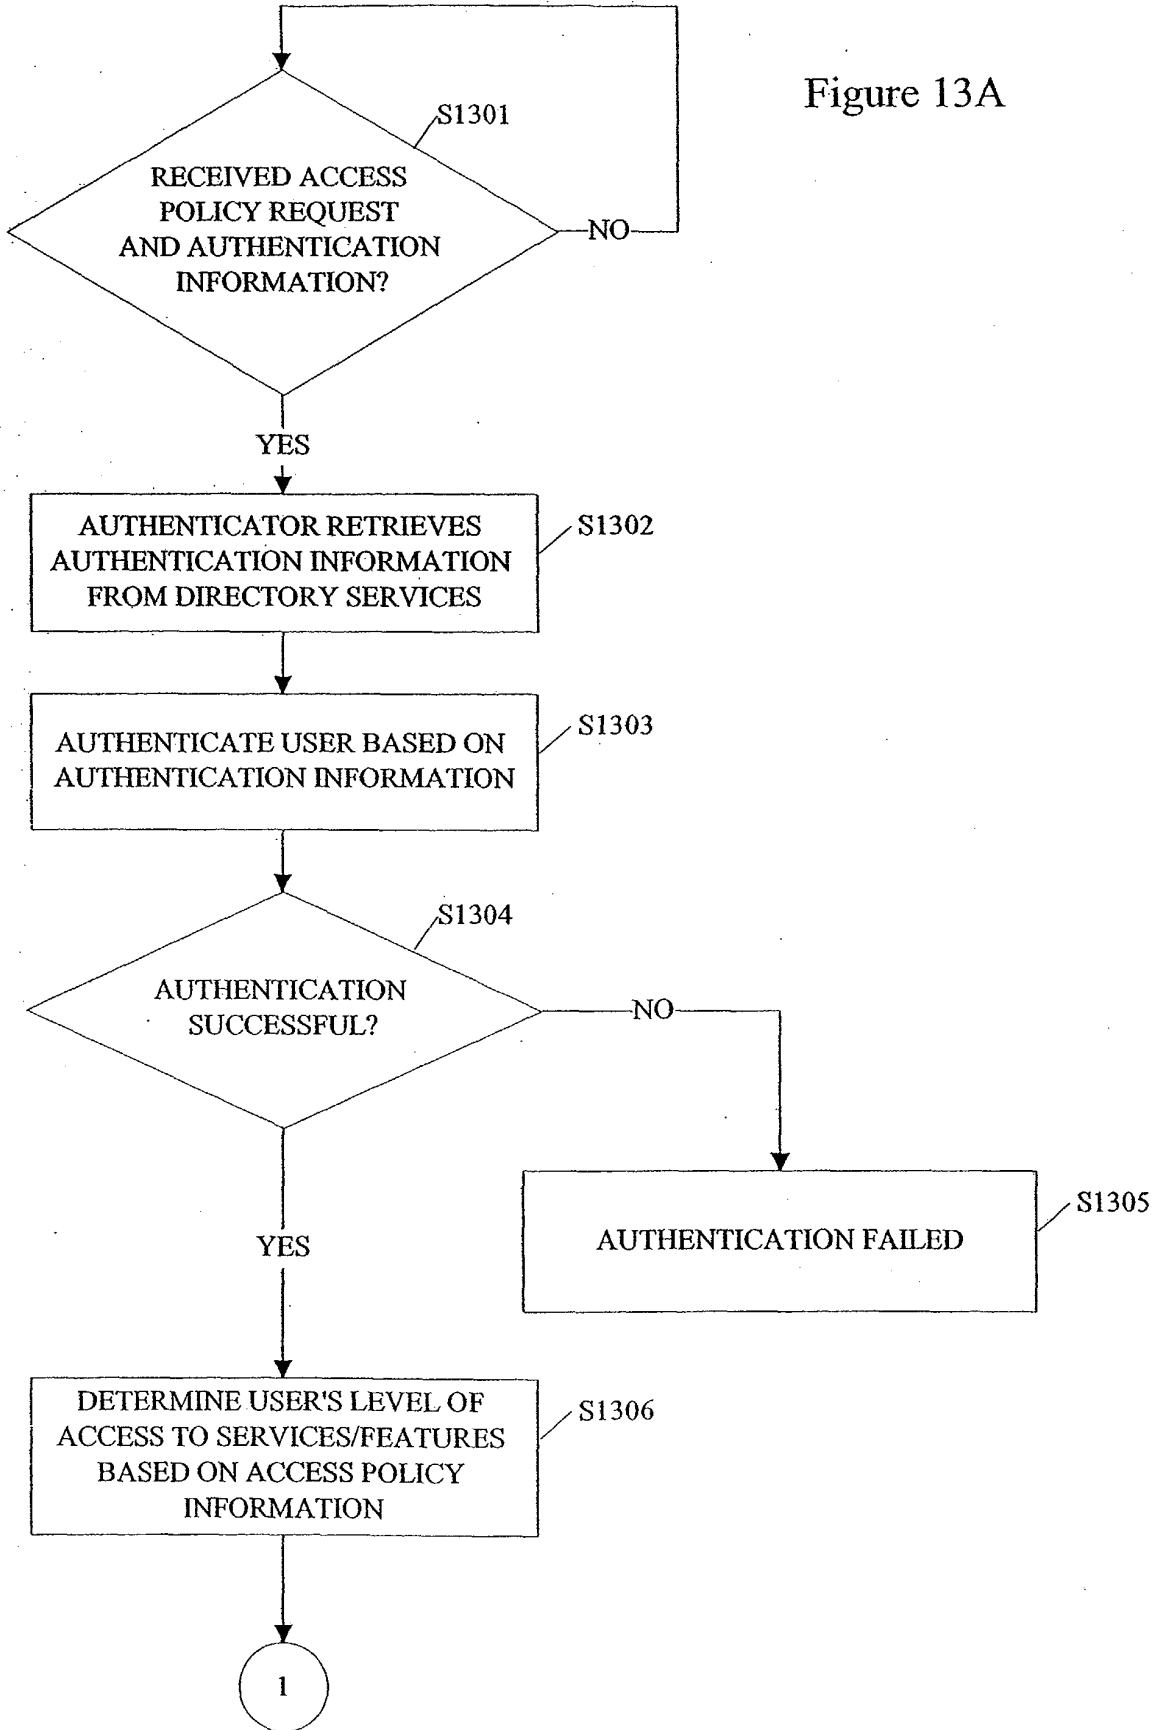 Figure 13A
S1301
RECEIVED ACCESS
POLICY REQUEST
AND AUTHENTICATION
INFORMATION?
NO
YES
AUTHENTICATOR RETRIEVES
AUTHENTICATION INFORMATION
FROM DIRECTORY SERVICES
S1302
AUTHENTICATE USER BASED ON
AUTHENTICATION INFORMATION
S1303
S1304
AUTHENTICATION
SUCCESSFUL?
NO
YES
AUTHENTICATION FAILED
S1305
DETERMINE USER'S LEVEL OF
ACCESS TO SERVICES/FEATURES
BASED ON ACCESS POLICY
INFORMATION
S1306
1